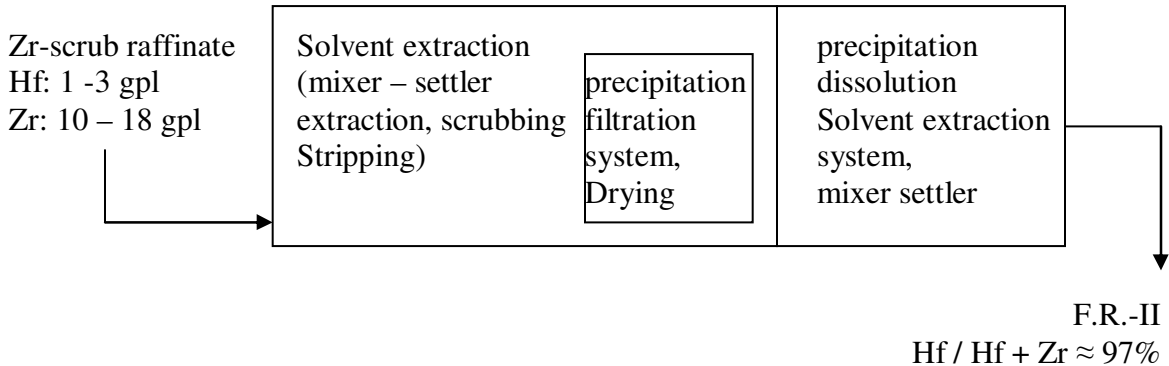 Zr-scrub raffinate
Hf: 1 -3 gpl
Zr: 10 – 18 gpl
Solvent extraction
(mixer – settler
extraction, scrubbing
Stripping)
precipitation
filtration
system,
Drying
precipitation
dissolution
Solvent extraction
system,
mixer settler
F.R.-II
Hf / Hf + Zr ≈ 97%